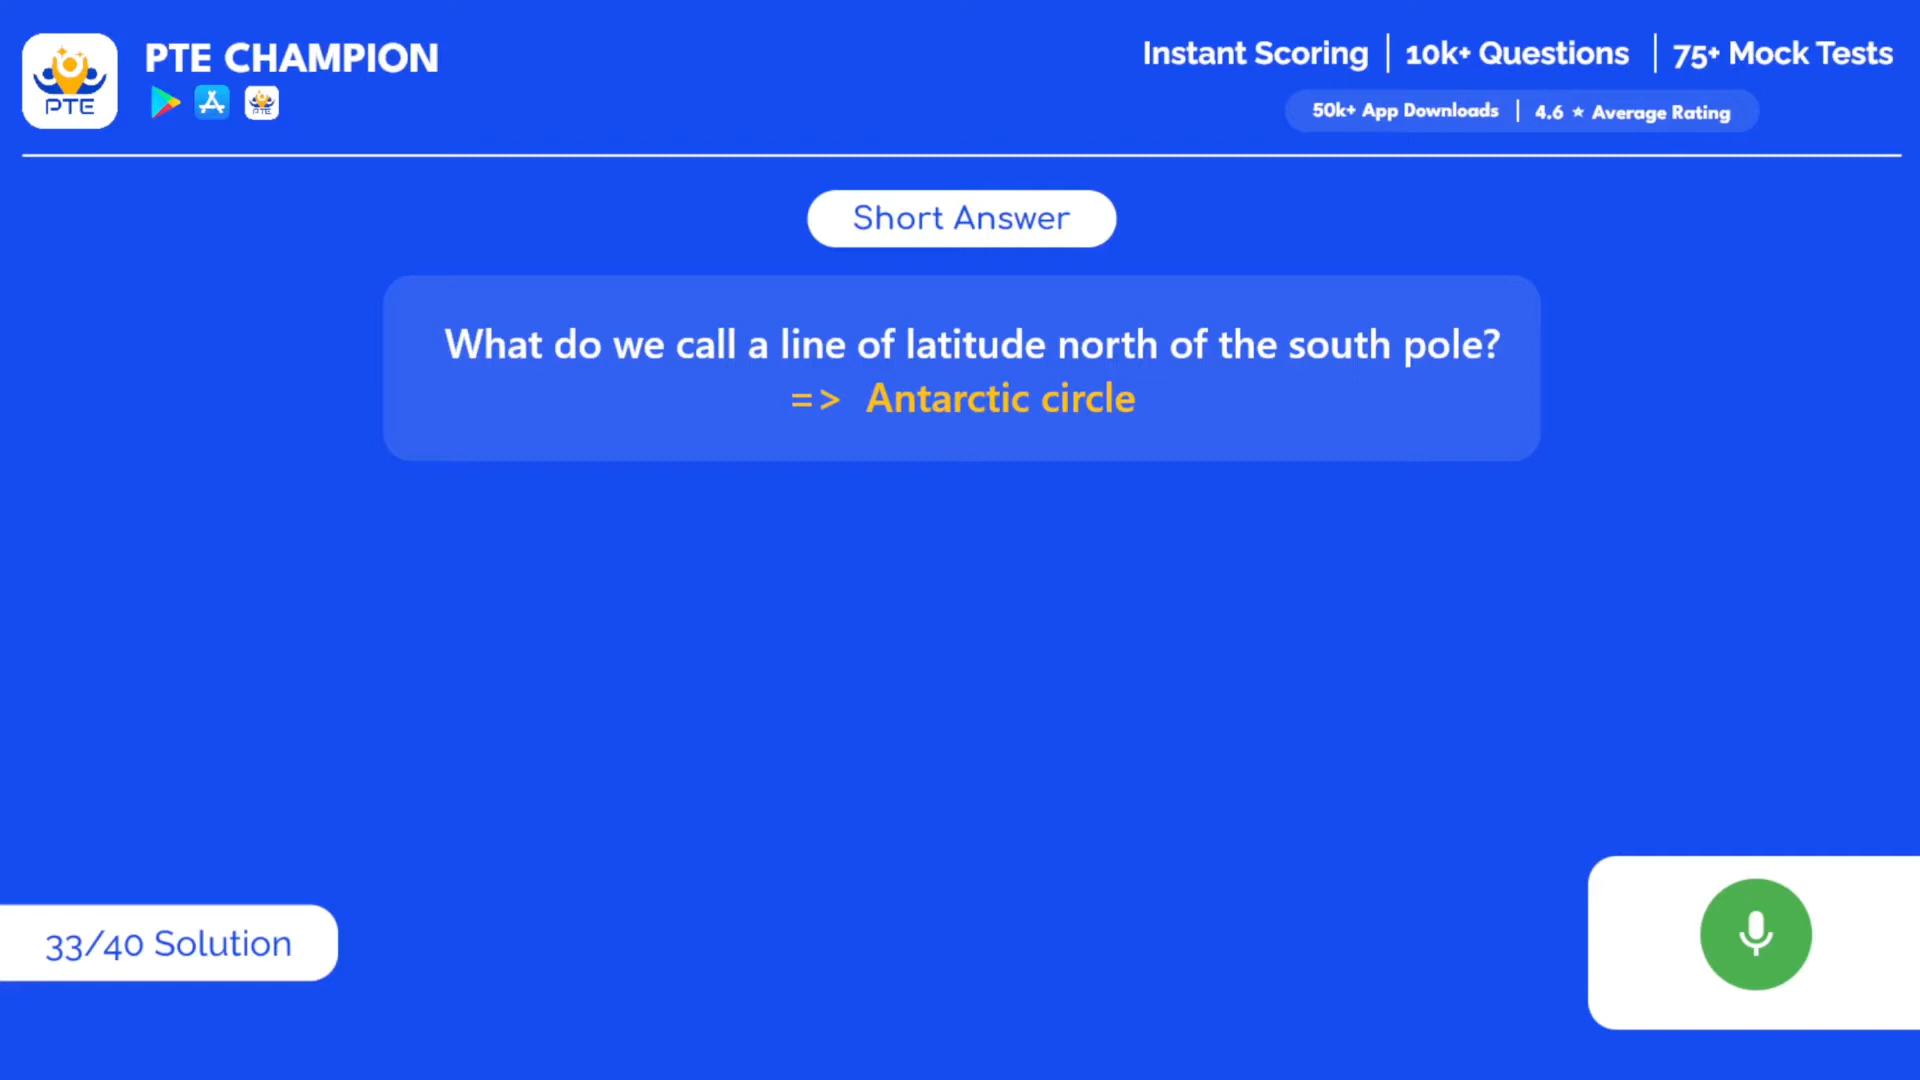 PTE CHAMPION
PTE
PTE
Instant Scoring | 10k+ Questions | 75+ Mock Tests
50k+ App Downloads | 4.6 ★ Average Rating
Short Answer
What do we call a line of latitude north of the south pole?
=> Antarctic circle
33/40 Solution